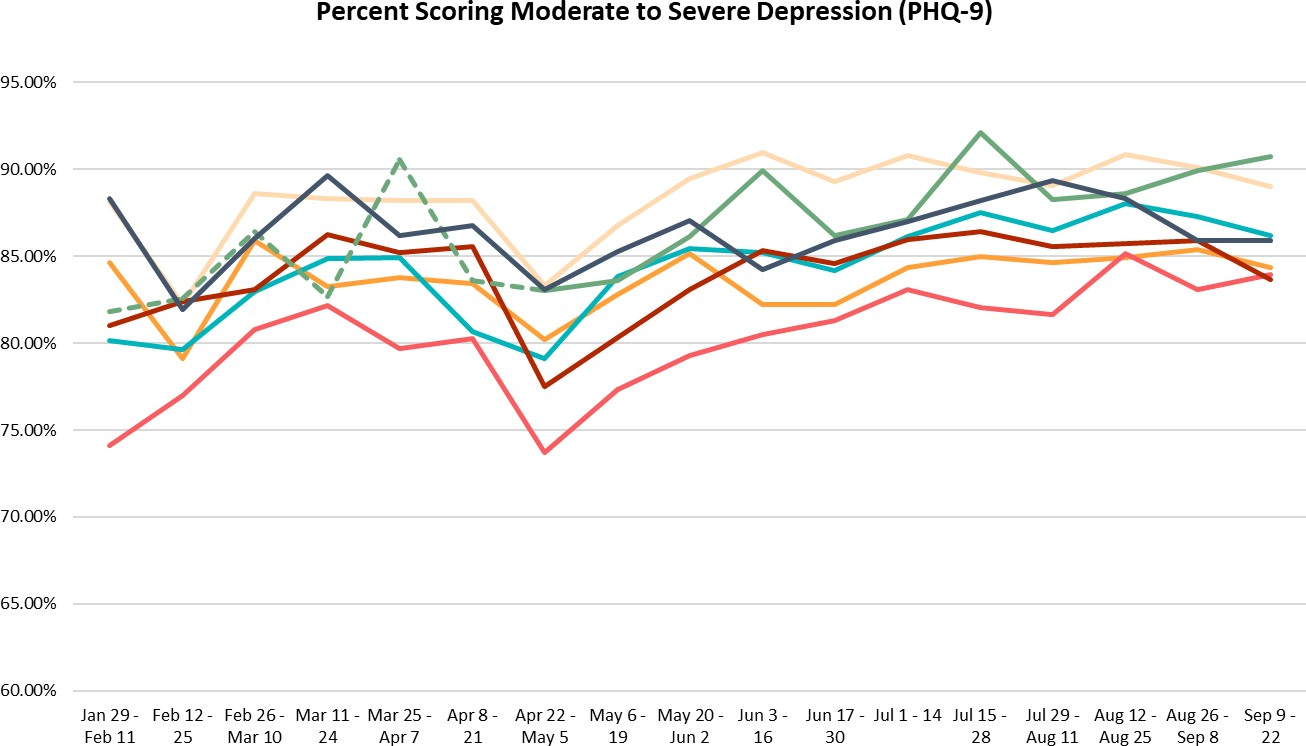 Percent Scoring Moderate to Severe Depression (PHQ-9)
95.00%
90.00%
85.00%
80.00%
75.00%
70.00%
65.00%
60.00%
Jan 29 - Feb 12 - Feb 26 - Mar 11 - Mar 25 - Apr 8 - Apr 22 - May 6 - May 20 - Jun 3 - Jun 17 - Jul 1 - 14 Jul 15 - Jul 29 - Aug 12 - Aug 26 - Sep 9 -
Feb 11 25 Mar 10 24 Apr 7 21 May 5 19 Jun 2 16 30 28 Aug 11 Aug 25 Sep 8 22